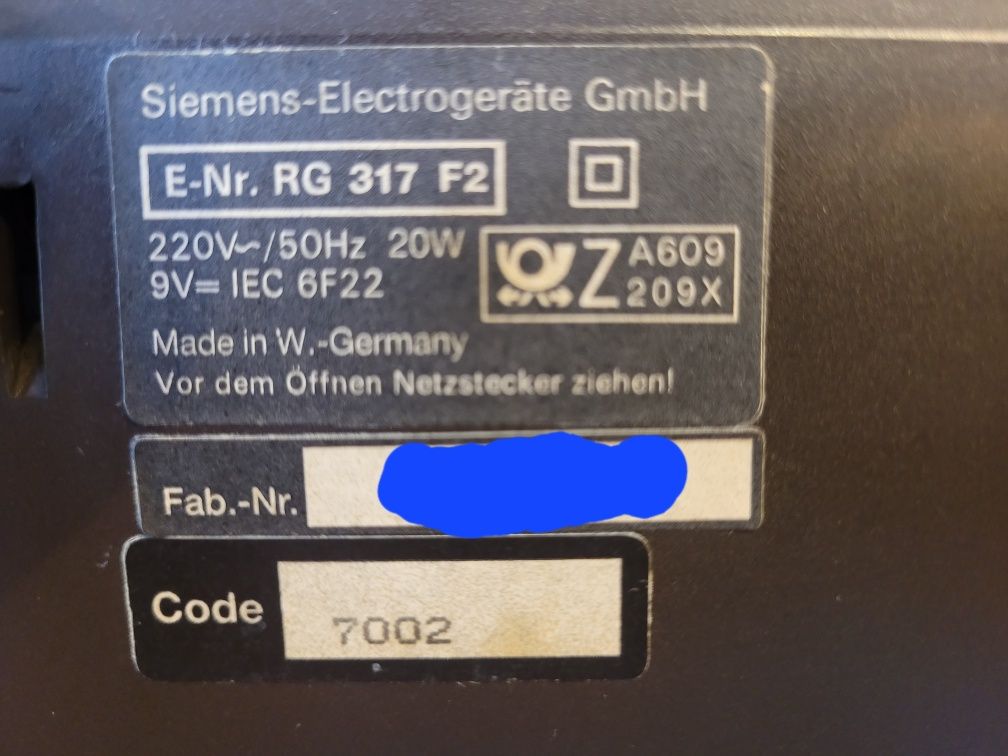 Siemens-Electrogeräte GmbH
E-Nr. RG 317 F2
220V~/50Hz 20W
9V⎓ IEC 6F22
Z A609
209X
Made in W.-Germany
Vor dem Öffnen Netzstecker ziehen!
Fab.-Nr.
Code
7002